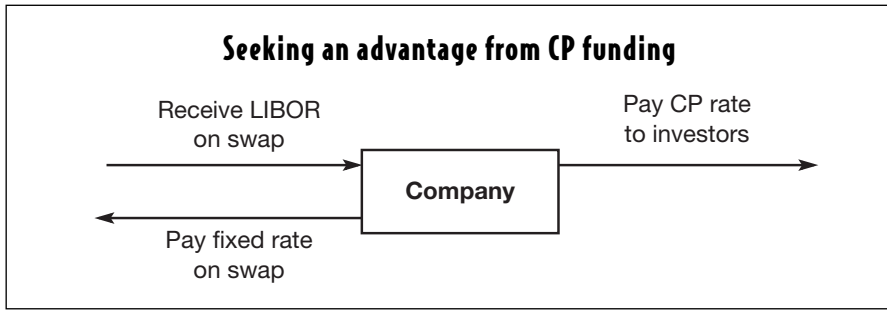 Seeking an advantage from CP funding
Receive LIBOR
on swap
Pay CP rate
to investors
Company
Pay fixed rate
on swap